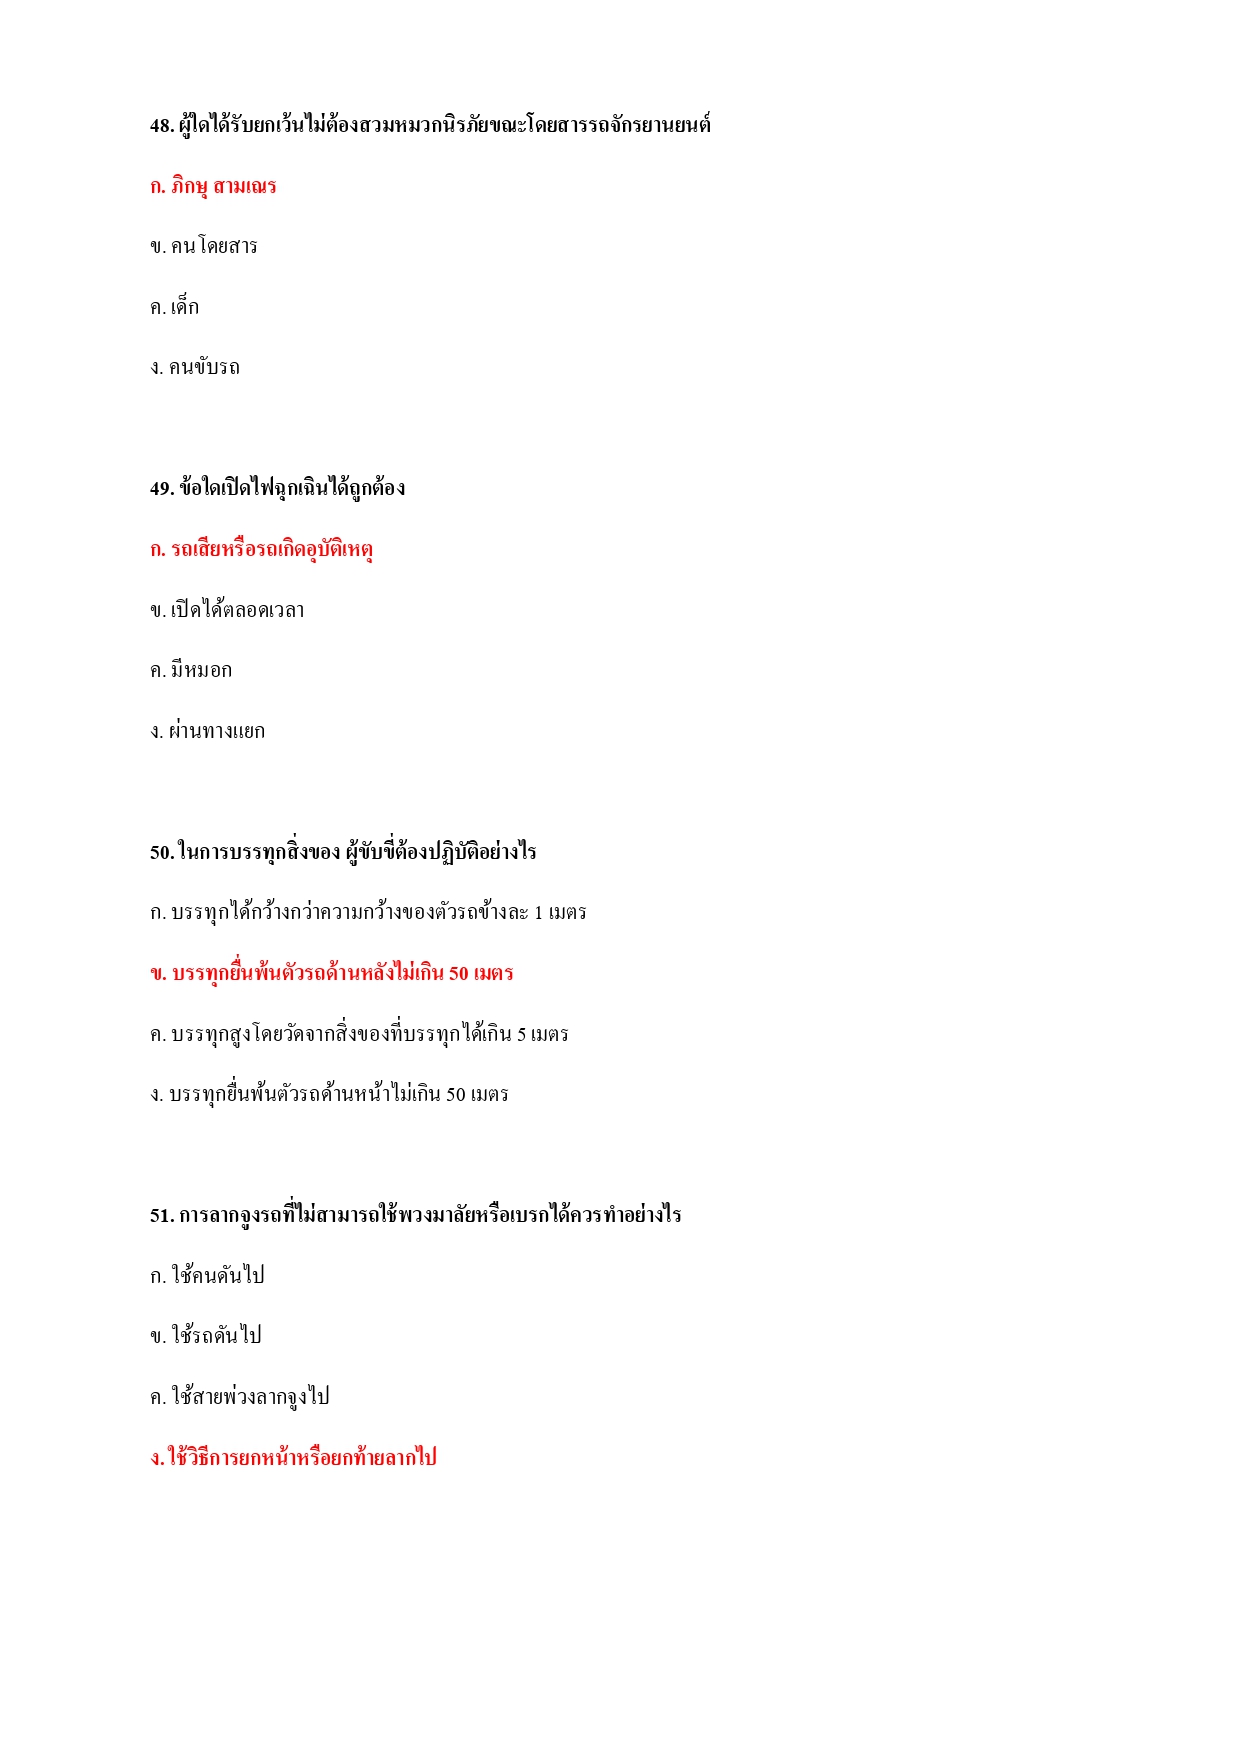 48. ผู้ใดได้รับยกเว้นไม่ต้องสวมหมวกนิรภัยขณะโดยสารรถจักรยานยนต์
ก. ภิกษุ สามเณร
ข. คนโดยสาร
ค. เด็ก
ง. คนขับรถ
49. ข้อใดเปิดไฟฉุกเฉินได้ถูกต้อง
ก. รถเสียหรือรถเกิดอุบัติเหตุ
ข. เปิดได้ตลอดเวลา
ค. มีหมอก
ง. ผ่านทางแยก
50. ในการบรรทุกสิ่งของ ผู้ขับขี่ต้องปฏิบัติอย่างไร
ก. บรรทุกได้กว้างกว่าความกว้างของตัวรถข้างละ 1 เมตร
ข. บรรทุกยื่นพ้นตัวรถด้านหลังไม่เกิน 50 เมตร
ค. บรรทุกสูงโดยวัดจากสิ่งของที่บรรทุกได้เกิน 5 เมตร
ง. บรรทุกยื่นพ้นตัวรถด้านหน้าไม่เกิน 50 เมตร
51. การลากจูงรถที่ไม่สามารถใช้พวงมาลัยหรือเบรกได้ควรทำอย่างไร
ก. ใช้คนดันไป
ข. ใช้รถดันไป
ค. ใช้สายพ่วงลากจูงไป
ง. ใช้วิธีการยกหน้าหรือยกท้ายลากไป